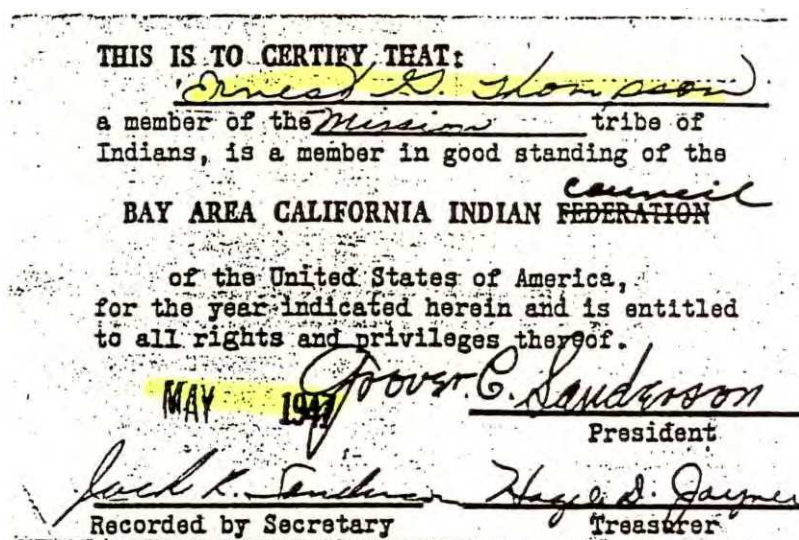 THIS IS TO CERTIFY THAT:
Ernest G. Thompson
a member of the Mission tribe of
Indians, is a member in good standing of the
council
BAY AREA CALIFORNIA INDIAN FEDERATION
of the United States of America,
for the year indicated herein and is entitled
to all rights and privileges thereof.
MAY 1947 Grover C. Sanderson
President
Jack K.
Recorded by Secretary Treasurer